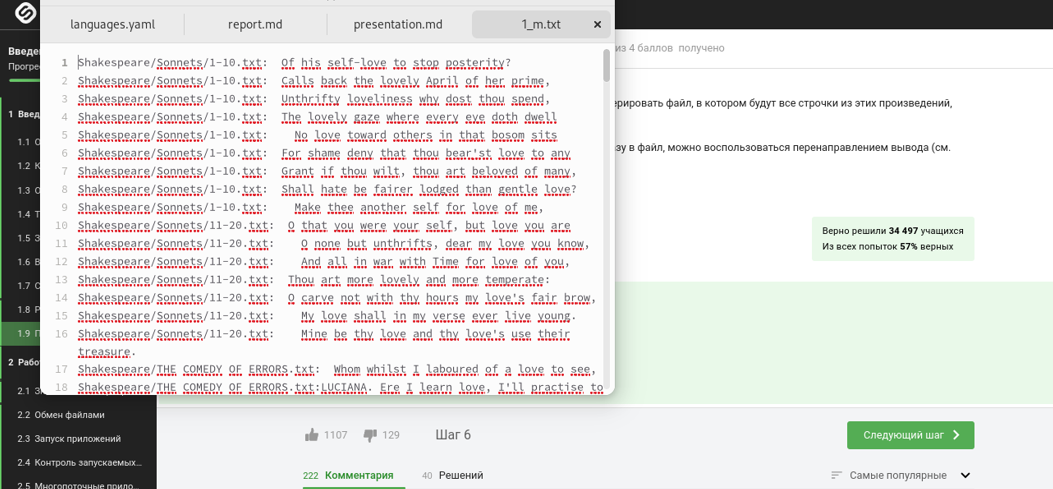 languages.yaml
report.md
presentation.md
1_m.txt
1 Shakespeare/Sonnets/1-10.txt: Of his self-love to stop posterity?
2 Shakespeare/Sonnets/1-10.txt: Calls back the lovely April of her prime,
3 Shakespeare/Sonnets/1-10.txt: Unthrifty loveliness why dost thou spend,
4 Shakespeare/Sonnets/1-10.txt: The lovely gaze where every eye doth dwell
5 Shakespeare/Sonnets/1-10.txt: No love toward others in that bosom sits
6 Shakespeare/Sonnets/1-10.txt: For shame deny that thou bear'st love to any
7 Shakespeare/Sonnets/1-10.txt: Grant if thou wilt, thou art beloved of many,
8 Shakespeare/Sonnets/1-10.txt: Shall hate be fairer lodged than gentle love?
9 Shakespeare/Sonnets/1-10.txt: Make thee another self for love of me,
10 Shakespeare/Sonnets/11-20.txt: O that you were your self, but love you are
11 Shakespeare/Sonnets/11-20.txt: O none but unthrifts, dear my love you know,
12 Shakespeare/Sonnets/11-20.txt: And all in war with Time for love of you,
13 Shakespeare/Sonnets/11-20.txt: Thou art more lovely and more temperate:
14 Shakespeare/Sonnets/11-20.txt: O carve not with thy hours my love's fair brow,
15 Shakespeare/Sonnets/11-20.txt: My love shall in my verse ever live young.
16 Shakespeare/Sonnets/11-20.txt: Mine be thy love and thy love's use their
treasure.
17 Shakespeare/THE COMEDY OF ERRORS.txt: Whom whilst I laboured of a love to see,
18 Shakespeare/THE COMEDY OF ERRORS.txt:LUCIANA. Ere I learn love, I'll practise to
Введе
Прогре
1 Введ
1.1 О
1.2 К
1.3 О
1.4 Т
1.5 З
1.6 В
1.7 О
1.8 Р
1.9 П
2 Рабо
2.1 З
2.2 Обмен файлами
2.3 Запуск приложений
2.4 Контроль запускаемых...
2.5 Многопоточные прило...
из 4 баллов получено
ерировать файл, в котором будут все строчки из этих произведений,
зу в файл, можно воспользоваться перенаправлением вывода (см.
Верно решили 34 497 учащихся
Из всех попыток 57% верных
1107
129
Шаг 6
Следующий шаг
222 Комментария
40 Решений
Самые популярные